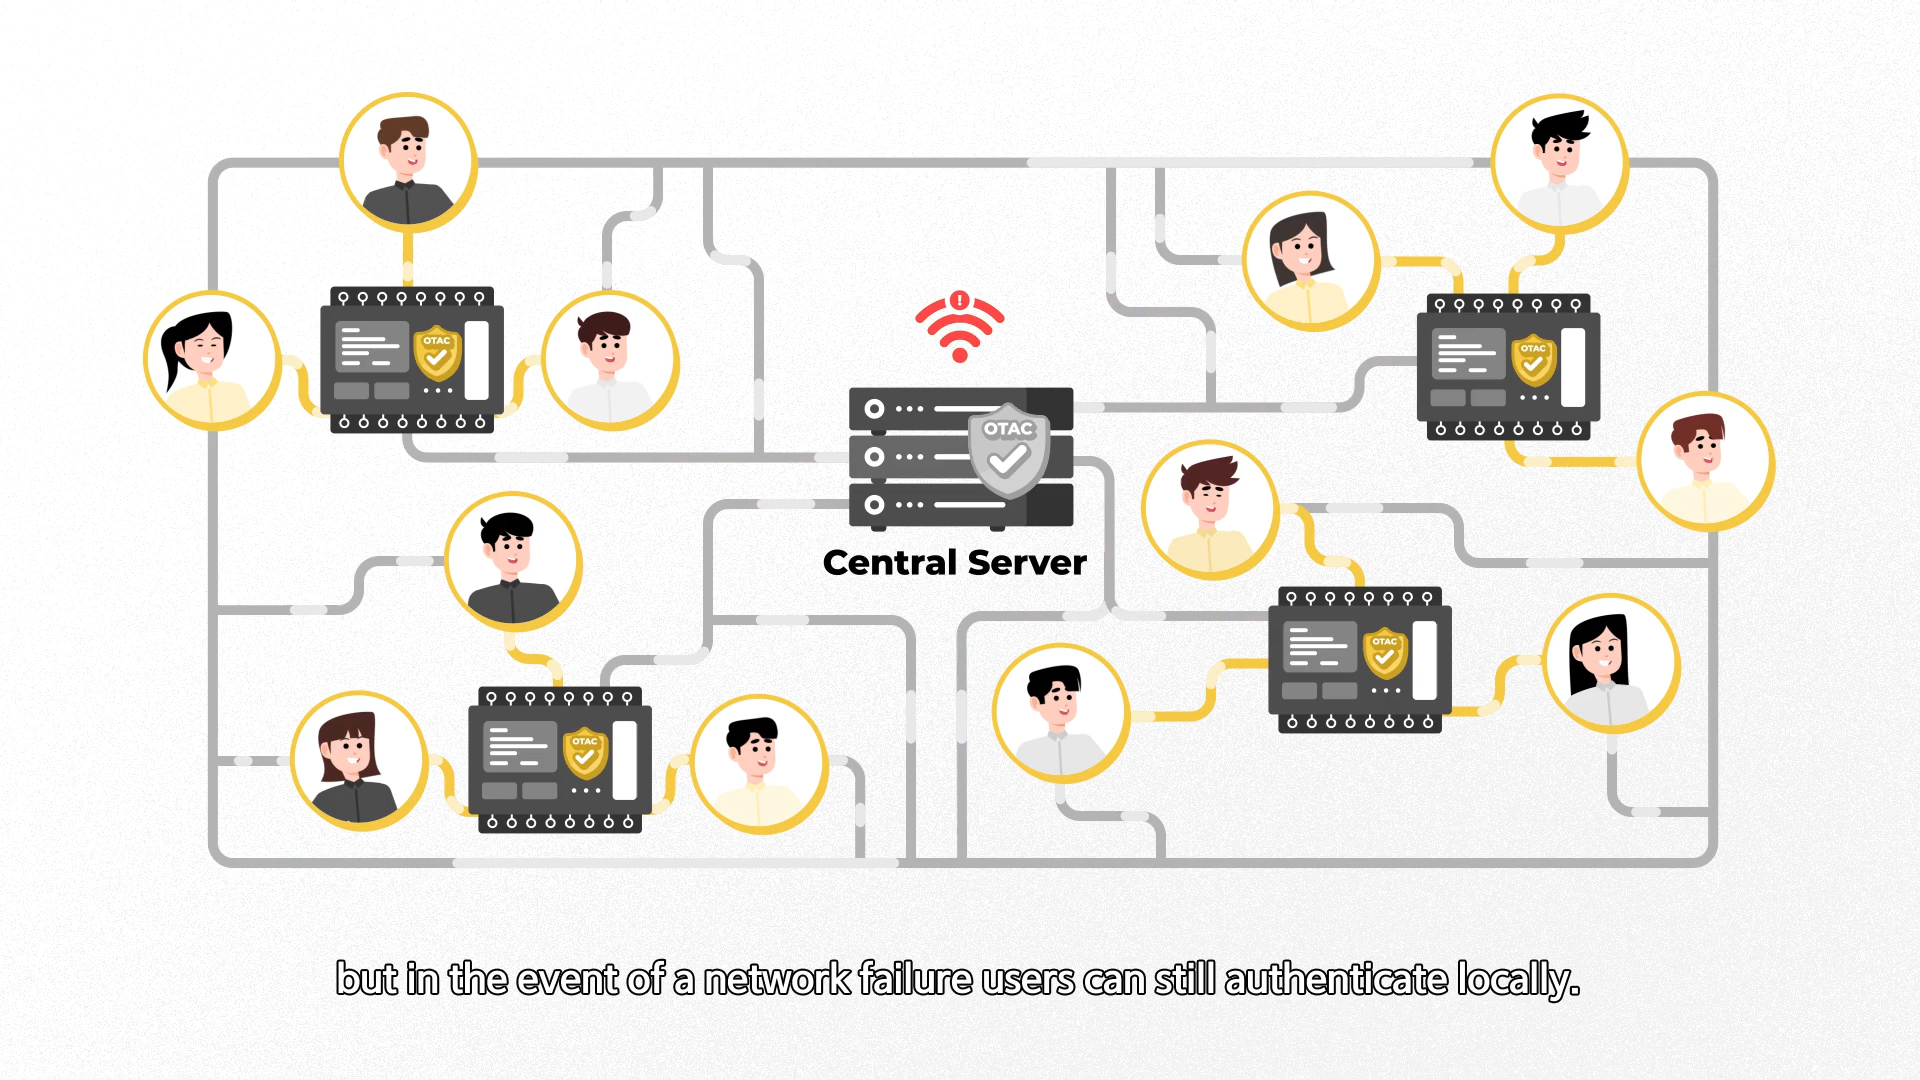 OTAC
OTAC
OTAC
Central Server
OTAC
OTAC
but in the event of a network failure users can still authenticate locally.